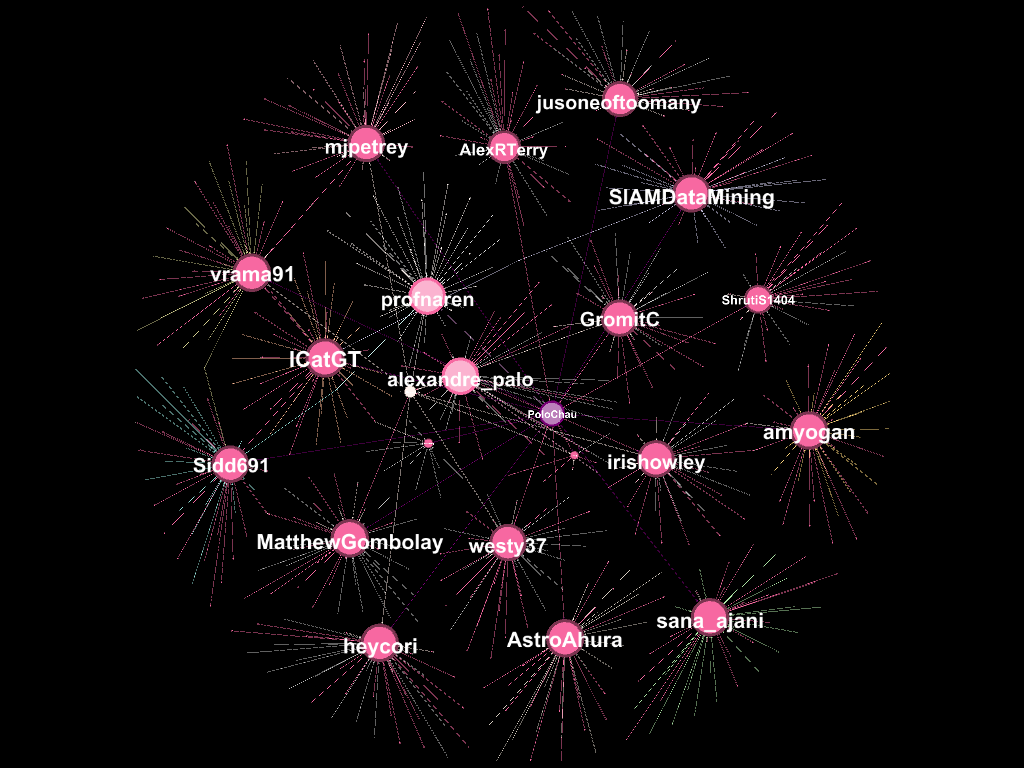 jusoneoftoomany
mjpetrey
AlexRTerry
SIAMDataMining
vrama91
profnaren
ShrutiS1404
GromitC
ICatGT
alexandre_palo
PoloChau
amyogan
Sidd691
irishowley
MatthewGombolay
westy37
sana_ajani
heycori
AstroAhura